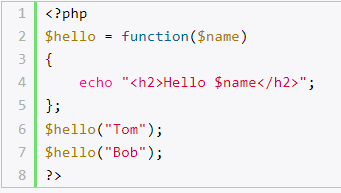 1 <?php
2 $hello = function($name)
3 {
4     echo "<h2>Hello $name</h2>";
5 };
6 $hello("Tom");
7 $hello("Bob");
8 ?>